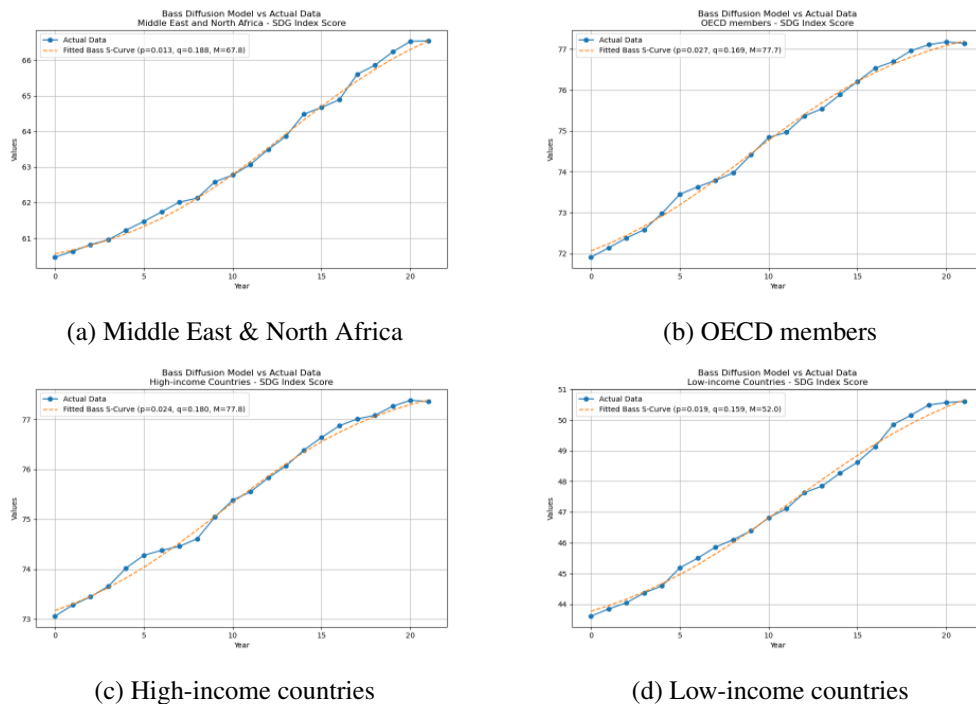 Bass Diffusion Model vs Actual Data
Middle East and North Africa - SDG Index Score
Actual Data
Fitted Bass S-Curve (p=0.013, q=0.188, M=67.8)
Values
66
65
64
63
62
61
0 5 10 15 20
Year
(a) Middle East & North Africa
Bass Diffusion Model vs Actual Data
OECD members - SDG Index Score
Actual Data
Fitted Bass S-Curve (p=0.027, q=0.169, M=77.7)
Values
77
76
75
74
73
72
0 5 10 15 20
Year
(b) OECD members
Bass Diffusion Model vs Actual Data
High-income Countries - SDG Index Score
Actual Data
Fitted Bass S-Curve (p=0.024, q=0.180, M=77.8)
Values
77
76
75
74
73
0 5 10 15 20
Year
(c) High-income countries
Bass Diffusion Model vs Actual Data
Low-income Countries - SDG Index Score
Actual Data
Fitted Bass S-Curve (p=0.019, q=0.159, M=52.0)
Values
51
50
49
48
47
46
45
44
0 5 10 15 20
Year
(d) Low-income countries